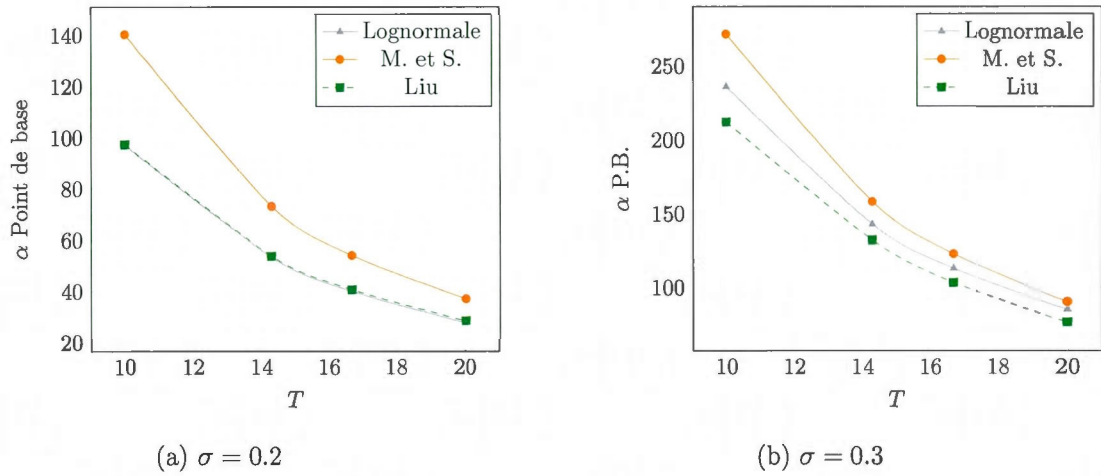 140
120
100
80
60
40
20
α Point de base
Lognormale
M. et S.
Liu
10
12
14
16
18
20
T
(a) σ = 0.2
250
200
150
100
α P.B.
Lognormale
M. et S.
Liu
10
12
14
16
18
20
T
(b) σ = 0.3